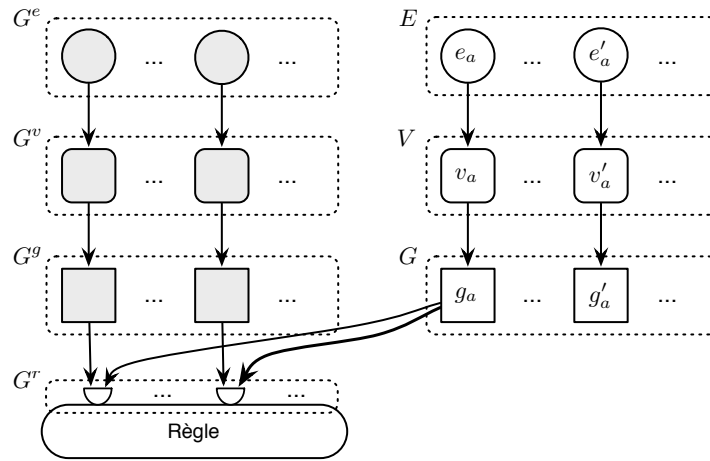 G^e E
e_a ... e'_a ...
... ...
G^v V
v_a ... v'_a ...
... ...
G^g G
g_a ... g'_a ...
... ...
G^r
... ...
Règle